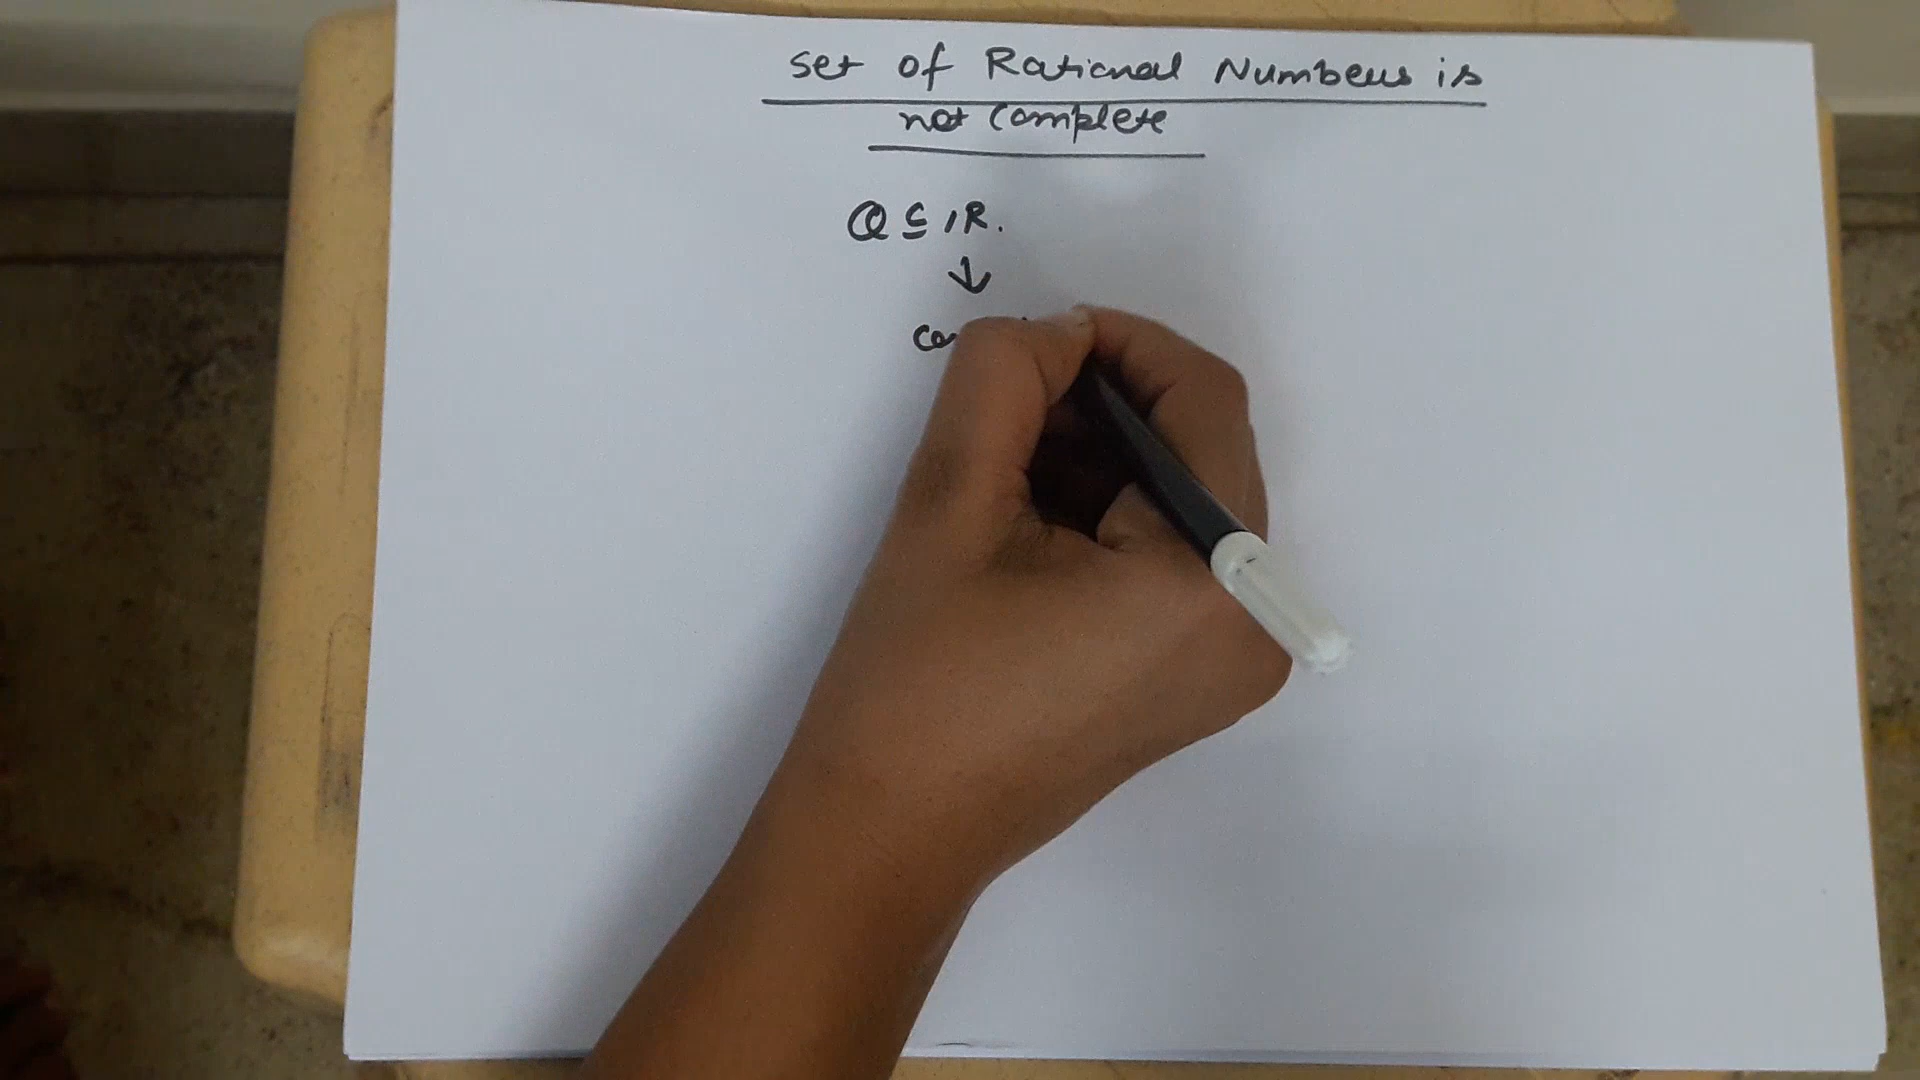 Set of Rational Numbers is
not Complete
Q ⊆ IR.
↓